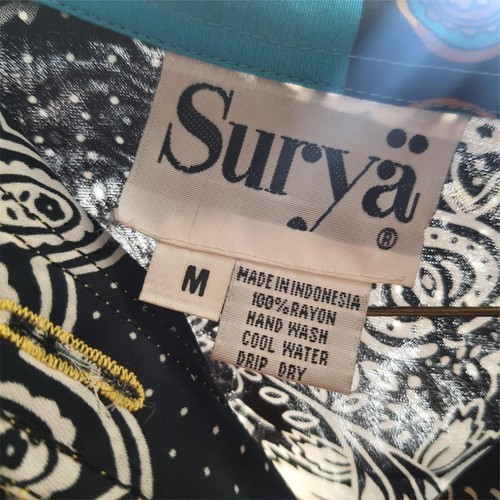 Suryä
®
M
MADE IN INDONESIA
100% RAYON
HAND WASH
COOL WATER
DRIP DRY